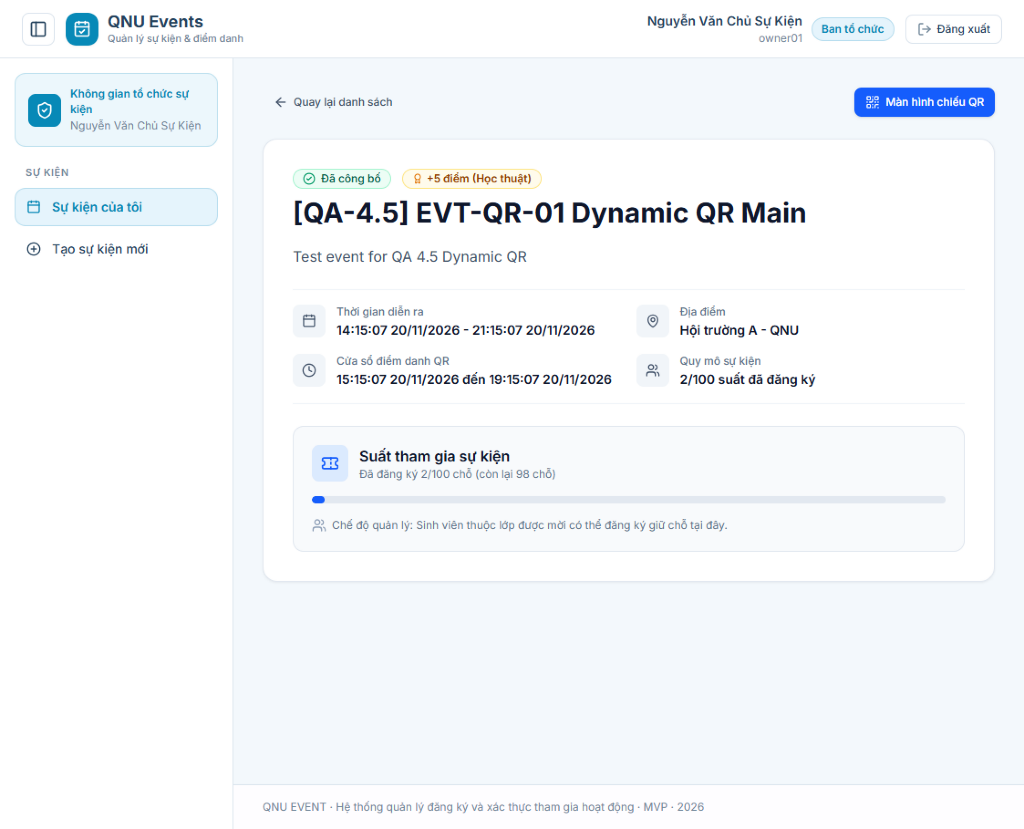 QNU Events
Quản lý sự kiện & điểm danh
Nguyễn Văn Chủ Sự Kiện
owner01
Ban tổ chức
Đăng xuất
Không gian tổ chức sự
kiện
Nguyễn Văn Chủ Sự Kiện
SỰ KIỆN
Sự kiện của tôi
Tạo sự kiện mới
Quay lại danh sách
Màn hình chiếu QR
Đã công bố
+5 điểm (Học thuật)
[QA-4.5] EVT-QR-01 Dynamic QR Main
Test event for QA 4.5 Dynamic QR
Thời gian diễn ra
14:15:07 20/11/2026 - 21:15:07 20/11/2026
Địa điểm
Hội trường A - QNU
Cửa sổ điểm danh QR
15:15:07 20/11/2026 đến 19:15:07 20/11/2026
Quy mô sự kiện
2/100 suất đã đăng ký
Suất tham gia sự kiện
Đã đăng ký 2/100 chỗ (còn lại 98 chỗ)
Chế độ quản lý: Sinh viên thuộc lớp được mời có thể đăng ký giữ chỗ tại đây.
QNU EVENT · Hệ thống quản lý đăng ký và xác thực tham gia hoạt động · MVP · 2026